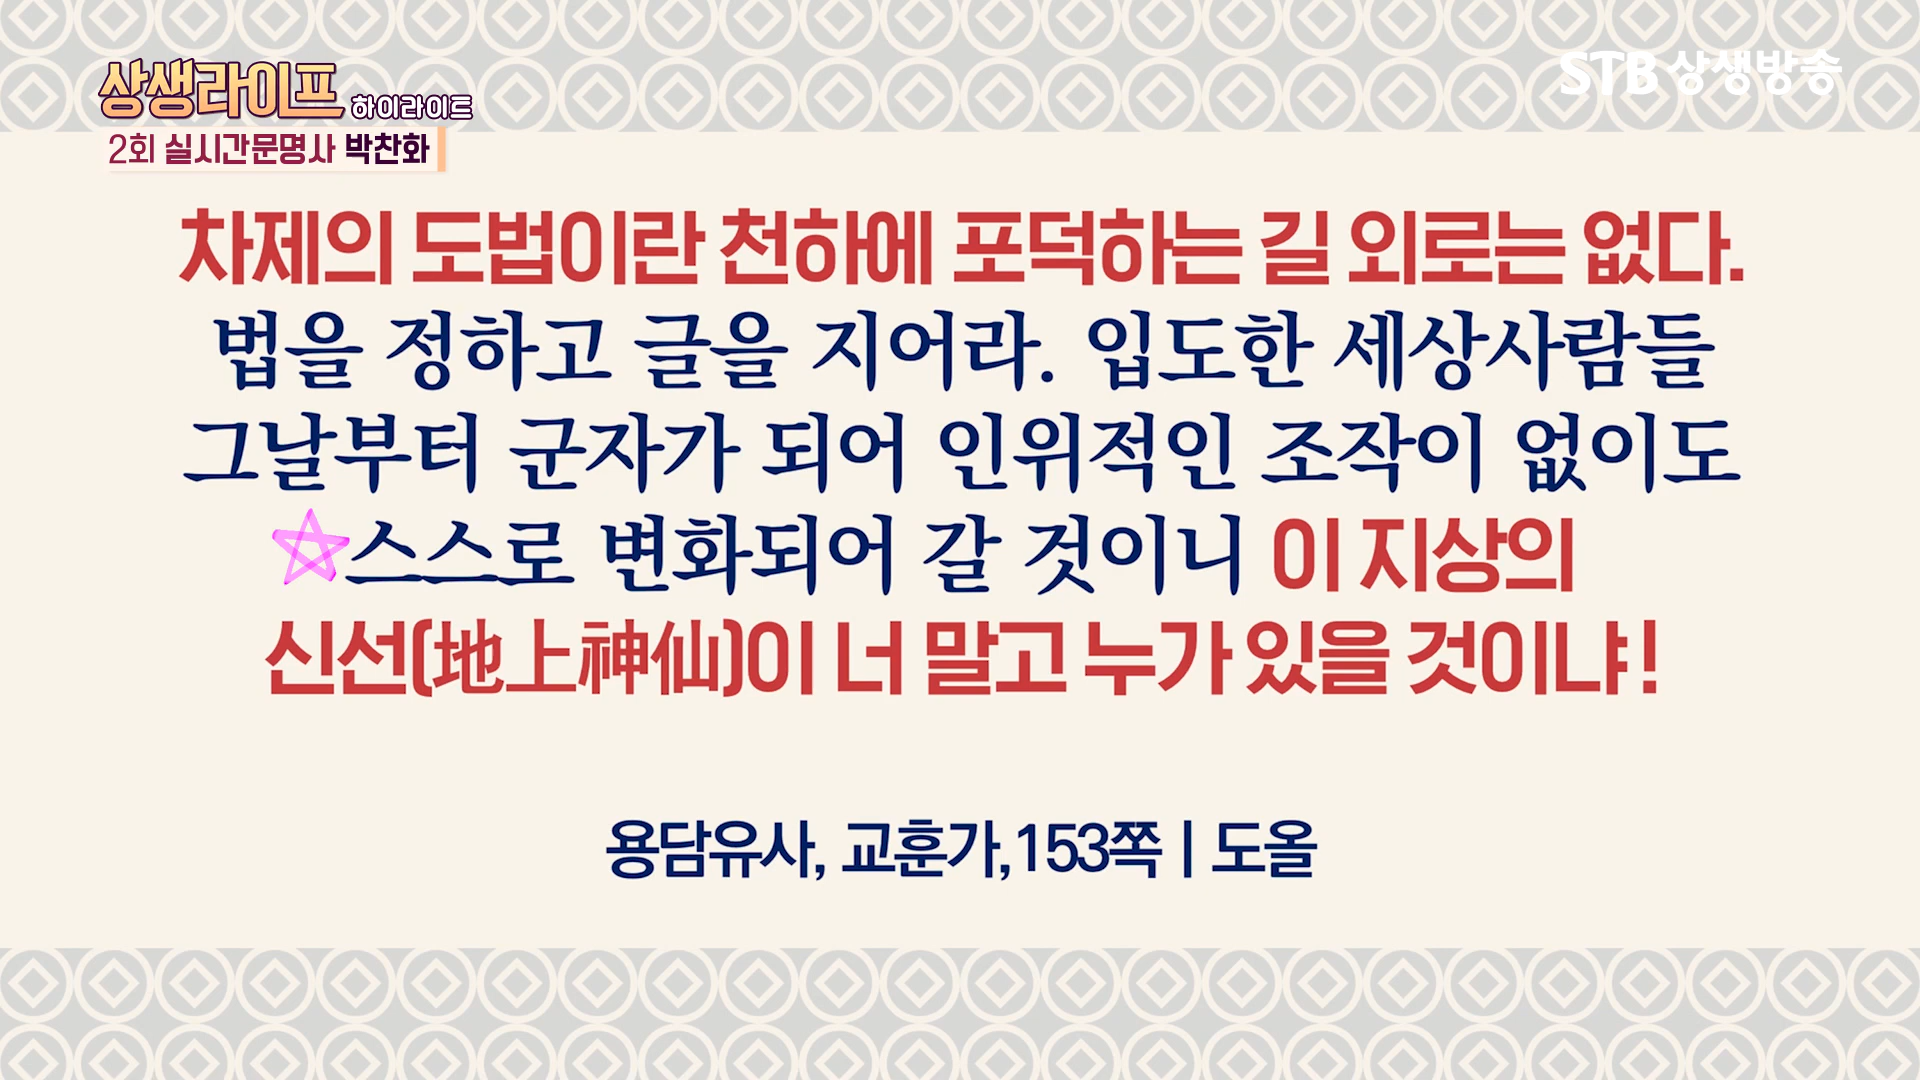 상생라이프 하이라이트
STB 상생방송
2회 실시간문명사 박찬화
차제의 도법이란 천하에 포덕하는 길 외로는 없다.
법을 정하고 글을 지어라. 입도한 세상사람들
그날부터 군자가 되어 인위적인 조작이 없이도
스스로 변화되어 갈 것이니 이 지상의
신선(地上神仙)이 너 말고 누가 있을 것이냐!
용담유사, 교훈가,153쪽 | 도올